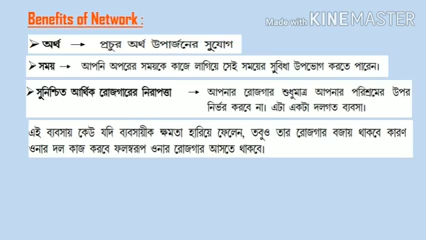 Benefits of Network :
Made with KINEMASTER
➢ অর্থ → প্রচুর অর্থ উপার্জনের সুযোগ
➢ সময় → আপনি অপরের সময়কে কাজে লাগিয়ে সেই সময়ের সুবিধা উপভোগ করতে পারেন।
➢ সুনিশ্চিত আর্থিক রোজগারের নিরাপত্তা → আপনার রোজগার শুধুমাত্র আপনার পরিশ্রমের উপর
নির্ভর করবে না। এটা একটা দলগত ব্যবসা।
এই ব্যবসায় কেউ যদি ব্যবসায়ীক ক্ষমতা হারিয়ে ফেলেন, তবুও তার রোজগার বজায় থাকবে কারণ
ওনার দল কাজ করবে ফলস্বরূপ ওনার রোজগার আসতে থাকবে।